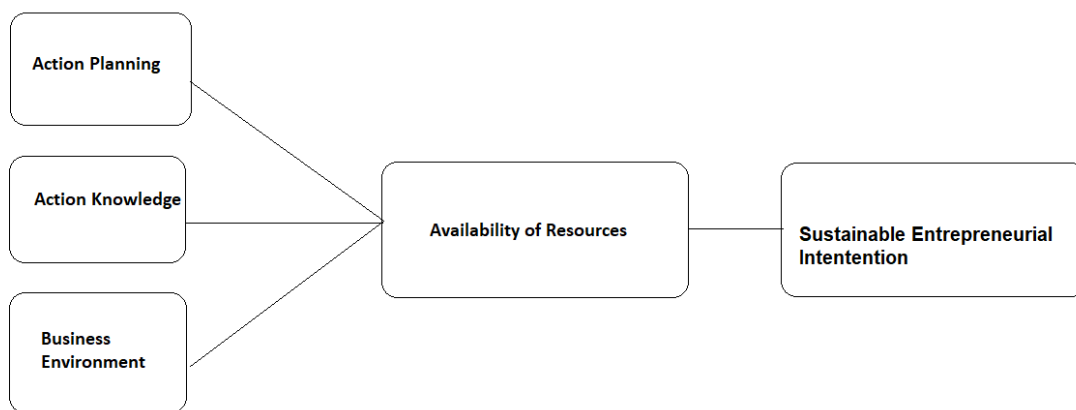 Action Planning
Action Knowledge
Business
Environment
Availability of Resources
Sustainable Entrepreneurial
Intentention